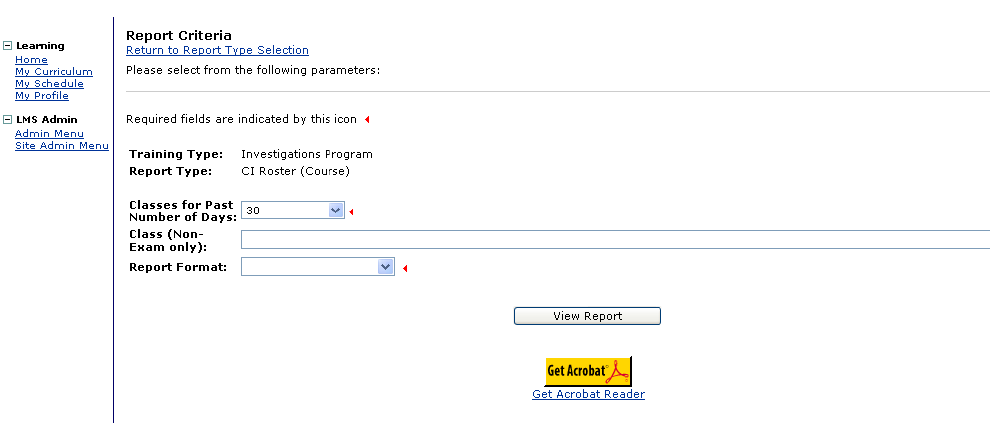 Learning
Home
My Curriculum
My Schedule
My Profile
LMS Admin
Admin Menu
Site Admin Menu
Report Criteria
Return to Report Type Selection
Please select from the following parameters:
Required fields are indicated by this icon
Training Type: Investigations Program
Report Type: CI Roster (Course)
Classes for Past
Number of Days: 30
Class (Non-
Exam only):
Report Format:
View Report
Get Acrobat
Get Acrobat Reader